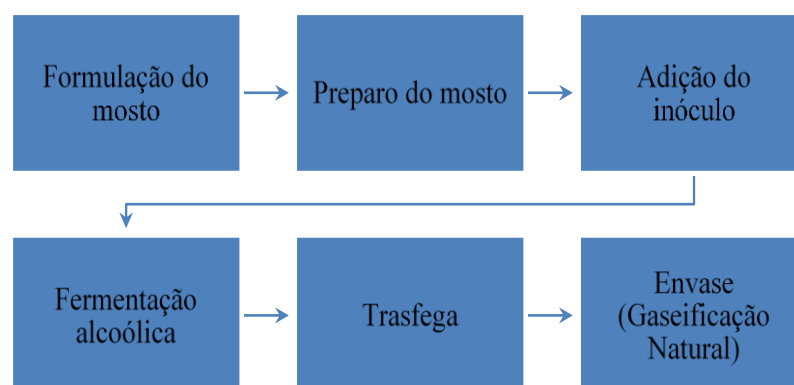 Formulação do
mosto
Preparo do mosto
Adição do
inóculo
Fermentação
alcoólica
Trasfega
Envase
(Gaseificação
Natural)